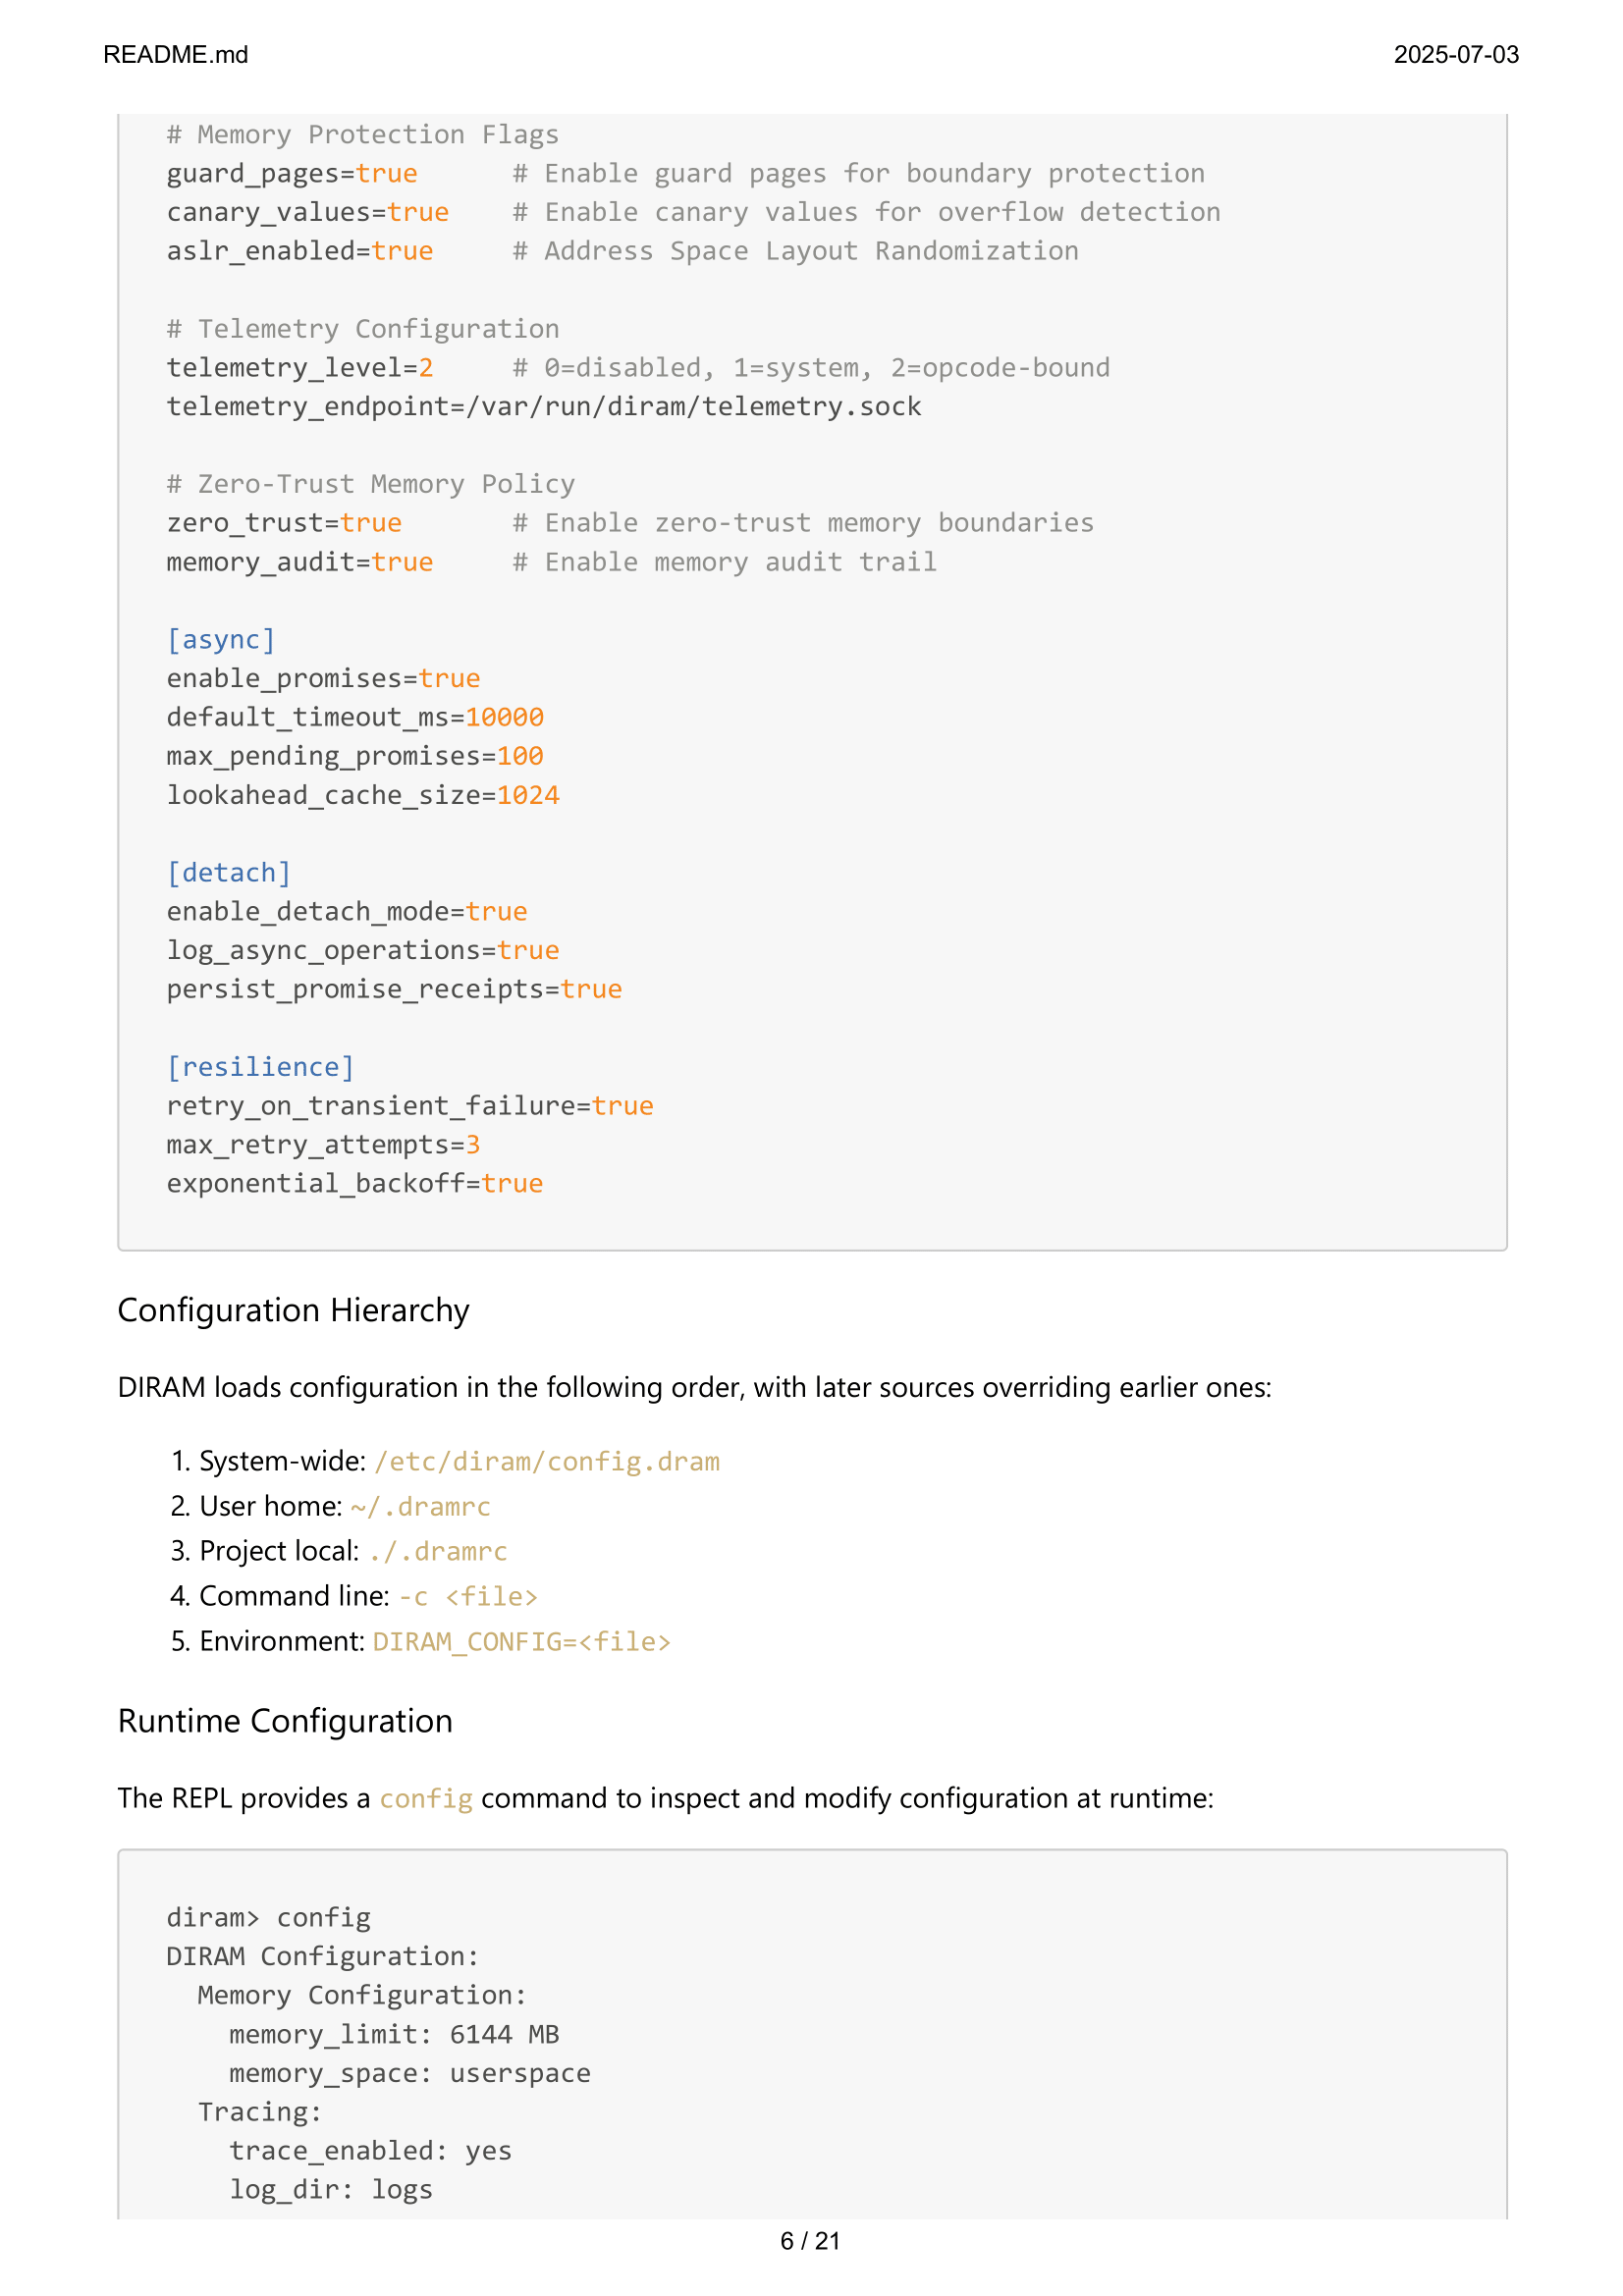 README.md
2025-07-03
# Memory Protection Flags
guard_pages=true      # Enable guard pages for boundary protection
canary_values=true    # Enable canary values for overflow detection
aslr_enabled=true     # Address Space Layout Randomization
# Telemetry Configuration
telemetry_level=2     # 0=disabled, 1=system, 2=opcode-bound
telemetry_endpoint=/var/run/diram/telemetry.sock
# Zero-Trust Memory Policy
zero_trust=true       # Enable zero-trust memory boundaries
memory_audit=true     # Enable memory audit trail
[async]
enable_promises=true
default_timeout_ms=10000
max_pending_promises=100
lookahead_cache_size=1024
[detach]
enable_detach_mode=true
log_async_operations=true
persist_promise_receipts=true
[resilience]
retry_on_transient_failure=true
max_retry_attempts=3
exponential_backoff=true
Configuration Hierarchy
DIRAM loads configuration in the following order, with later sources overriding earlier ones:
1. System-wide: /etc/diram/config.dram
2. User home: ~/.dramrc
3. Project local: ./.dramrc
4. Command line: -c <file>
5. Environment: DIRAM_CONFIG=<file>
Runtime Configuration
The REPL provides a config command to inspect and modify configuration at runtime:
diram> config
DIRAM Configuration:
  Memory Configuration:
    memory_limit: 6144 MB
    memory_space: userspace
  Tracing:
    trace_enabled: yes
    log_dir: logs
6 / 21